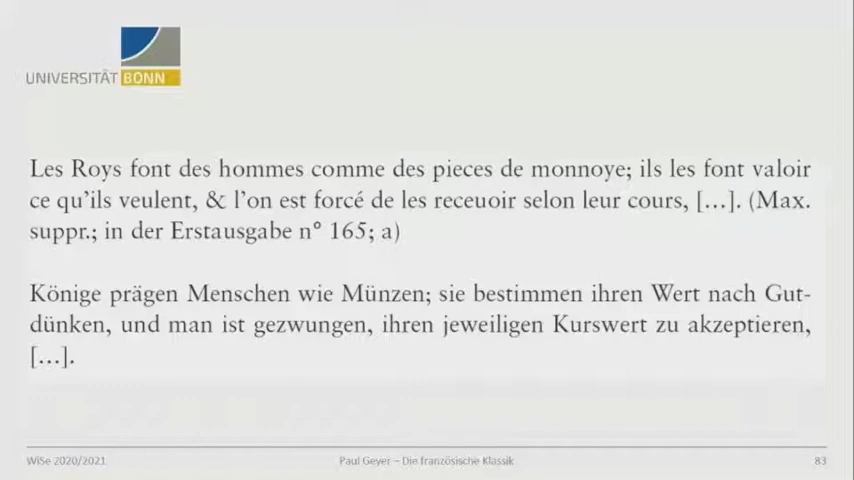 UNIVERSITÄT BONN
Les Roys font des hommes comme des pieces de monnoye; ils les font valoir
ce qu'ils veulent, & l'on est forcé de les receuoir selon leur cours, […]. (Max.
suppr.; in der Erstausgabe n° 165; a)
Könige prägen Menschen wie Münzen; sie bestimmen ihren Wert nach Gut-
dünken, und man ist gezwungen, ihren jeweiligen Kurswert zu akzeptieren,
[…].
WiSe 2020/2021 Paul Geyer – Die französische Klassik 83